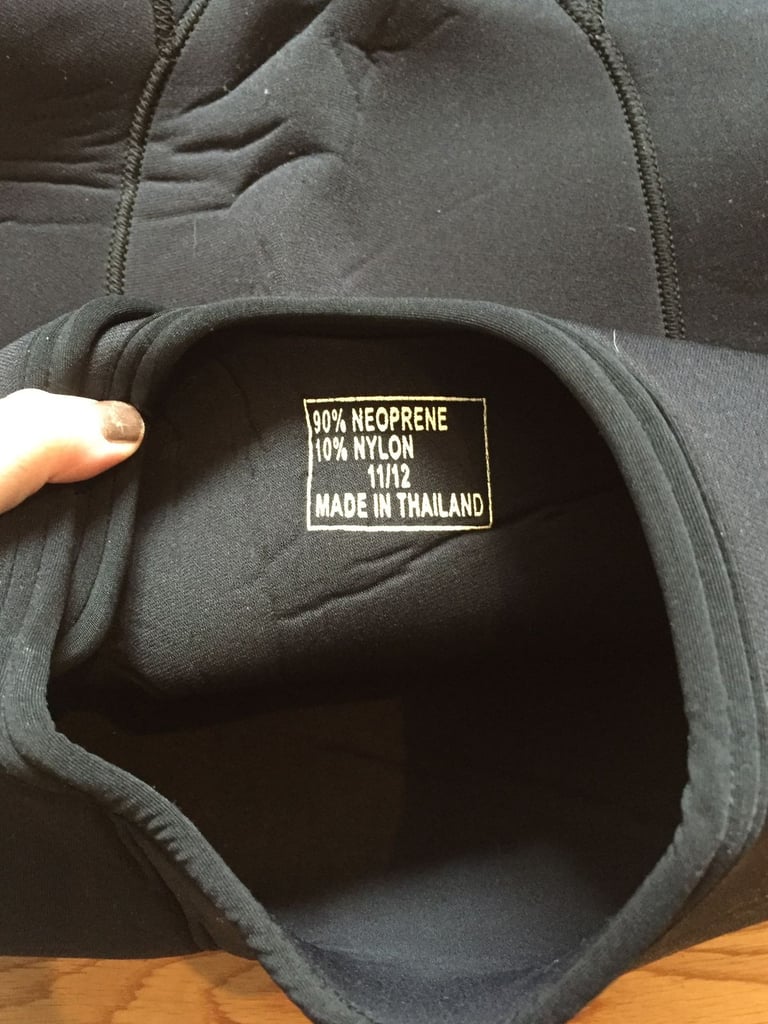 90% NEOPRENE
10% NYLON
11/12
MADE IN THAILAND